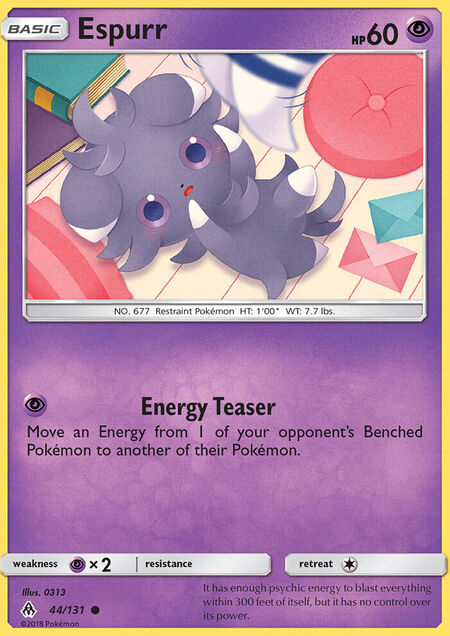 BASIC Espurr HP60
NO. 677 Restraint Pokémon HT: 1'00" WT: 7.7 lbs.
Energy Teaser
Move an Energy from 1 of your opponent's Benched
Pokémon to another of their Pokémon.
weakness ×2 resistance retreat
Illus. 0313
44/131
©2018 Pokémon
It has enough psychic energy to blast everything
within 300 feet of itself, but it has no control over
its power.